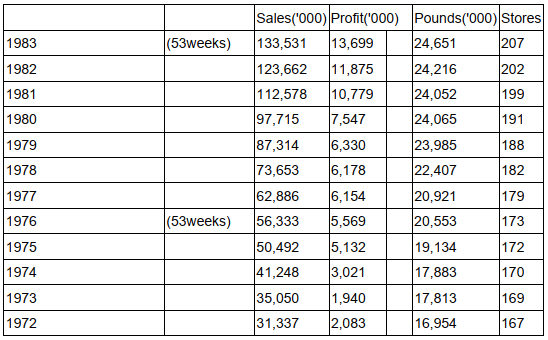 Sales('000) Profit('000) Pounds('000) Stores
1983 (53weeks) 133,531 13,699 24,651 207
1982 123,662 11,875 24,216 202
1981 112,578 10,779 24,052 199
1980 97,715 7,547 24,065 191
1979 87,314 6,330 23,985 188
1978 73,653 6,178 22,407 182
1977 62,886 6,154 20,921 179
1976 (53weeks) 56,333 5,569 20,553 173
1975 50,492 5,132 19,134 172
1974 41,248 3,021 17,883 170
1973 35,050 1,940 17,813 169
1972 31,337 2,083 16,954 167